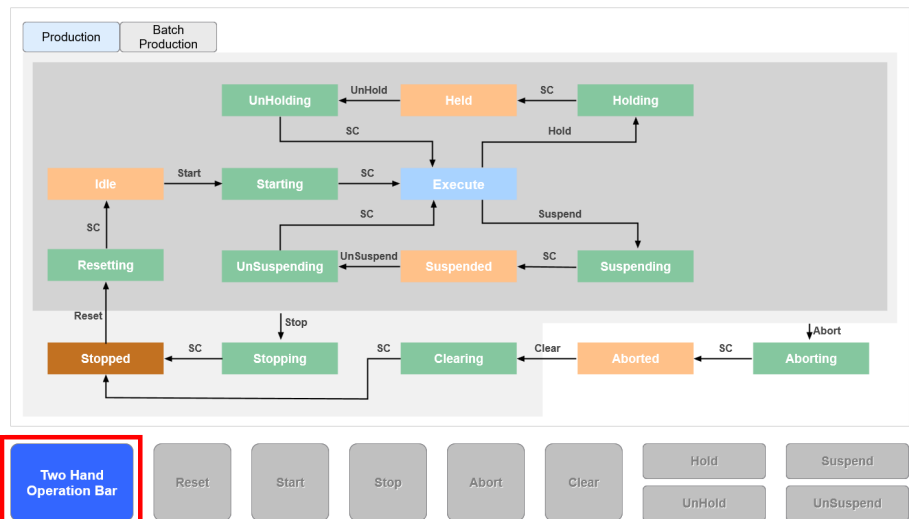 Production
Batch
Production
UnHolding
UnHold
Held
SC
Holding
SC
Hold
Idle
Start
Starting
SC
Execute
SC
SC
Suspend
Resetting
UnSuspending
UnSuspend
Suspended
SC
Suspending
Reset
Stop
Abort
Stopped
SC
Stopping
SC
Clearing
Clear
Aborted
SC
Aborting
Two Hand
Operation Bar
Reset
Start
Stop
Abort
Clear
Hold
Suspend
UnHold
UnSuspend